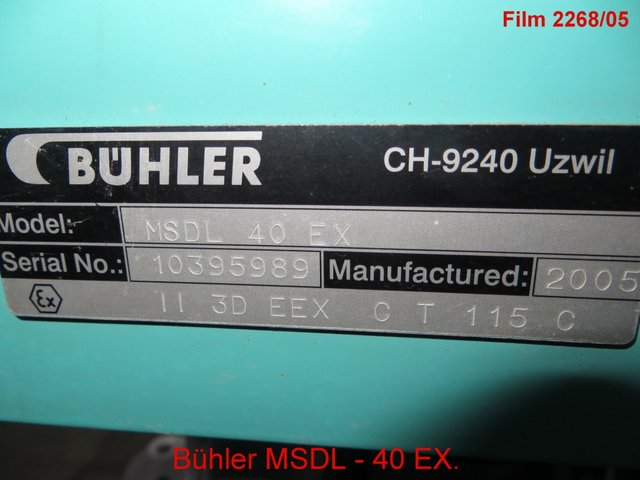 Film 2268/05
BÜHLER CH-9240 Uzwil
Model: MSDL 40 EX
Serial No.: 10395989 Manufactured: 2005
Ex II 3D EEX C T 115 C
Bühler MSDL - 40 EX.